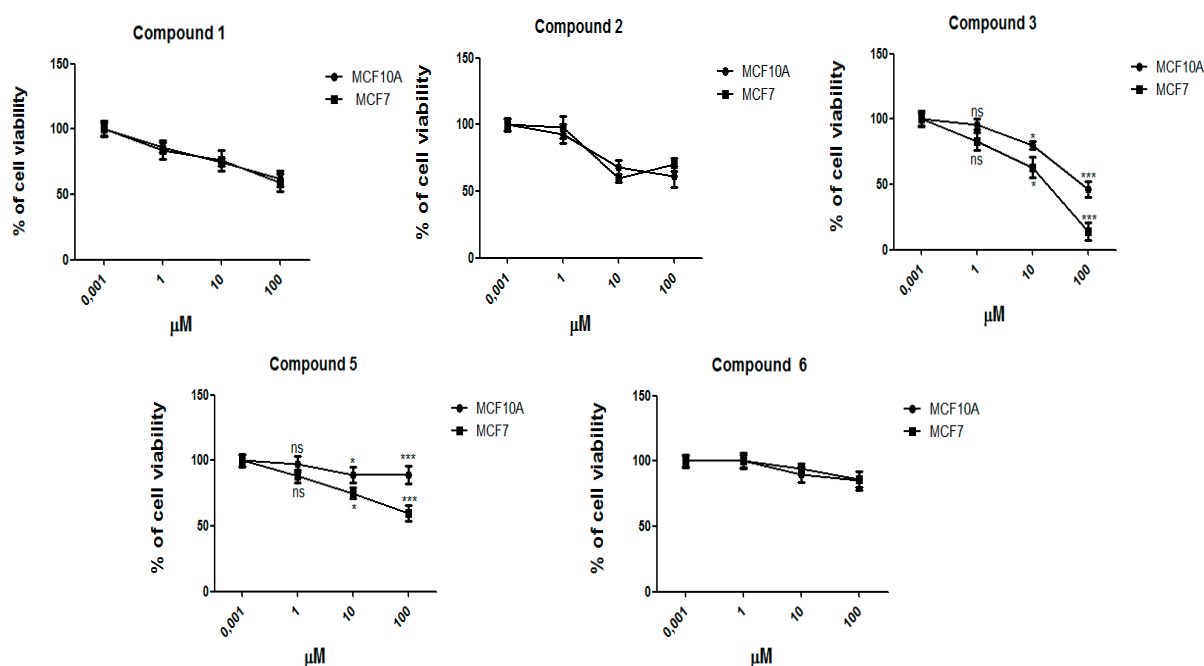 Compound 1
% of cell viability
150
100
50
0
0,001
1
10
100
µM
MCF10A
MCF7
Compound 2
% of cell viability
150
100
50
0
0,001
1
10
100
µM
MCF10A
MCF7
Compound 3
% of cell viability
150
100
50
0
ns
*
***
ns
*
***
0,001
1
10
100
µM
MCF10A
MCF7
Compound 5
% of cell viability
150
100
50
0
ns
*
***
ns
*
***
0,001
1
10
100
µM
MCF10A
MCF7
Compound 6
% of cell viability
150
100
50
0
0,001
1
10
100
µM
MCF10A
MCF7